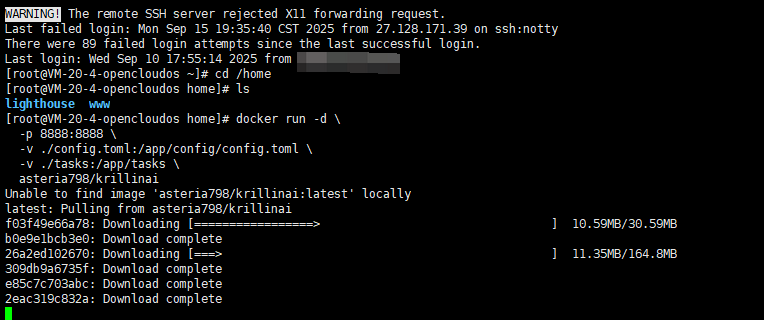 WARNING! The remote SSH server rejected X11 forwarding request.
Last failed login: Mon Sep 15 19:35:40 CST 2025 from 27.128.171.39 on ssh:notty
There were 89 failed login attempts since the last successful login.
Last login: Wed Sep 10 17:55:14 2025 from
[root@VM-20-4-opencloudos ~]# cd /home
[root@VM-20-4-opencloudos home]# ls
lighthouse  www
[root@VM-20-4-opencloudos home]# docker run -d \
  -p 8888:8888 \
  -v ./config.toml:/app/config/config.toml \
  -v ./tasks:/app/tasks \
  asteria798/krillinai
Unable to find image 'asteria798/krillinai:latest' locally
latest: Pulling from asteria798/krillinai
f03f49e66a78: Downloading [=================>                                 ]  10.59MB/30.59MB
b0e9e1bcb3e0: Download complete
26a2ed102670: Downloading [===>                                               ]  11.35MB/164.8MB
309db9a6735f: Download complete
e85c7c703abc: Download complete
2eac319c832a: Download complete